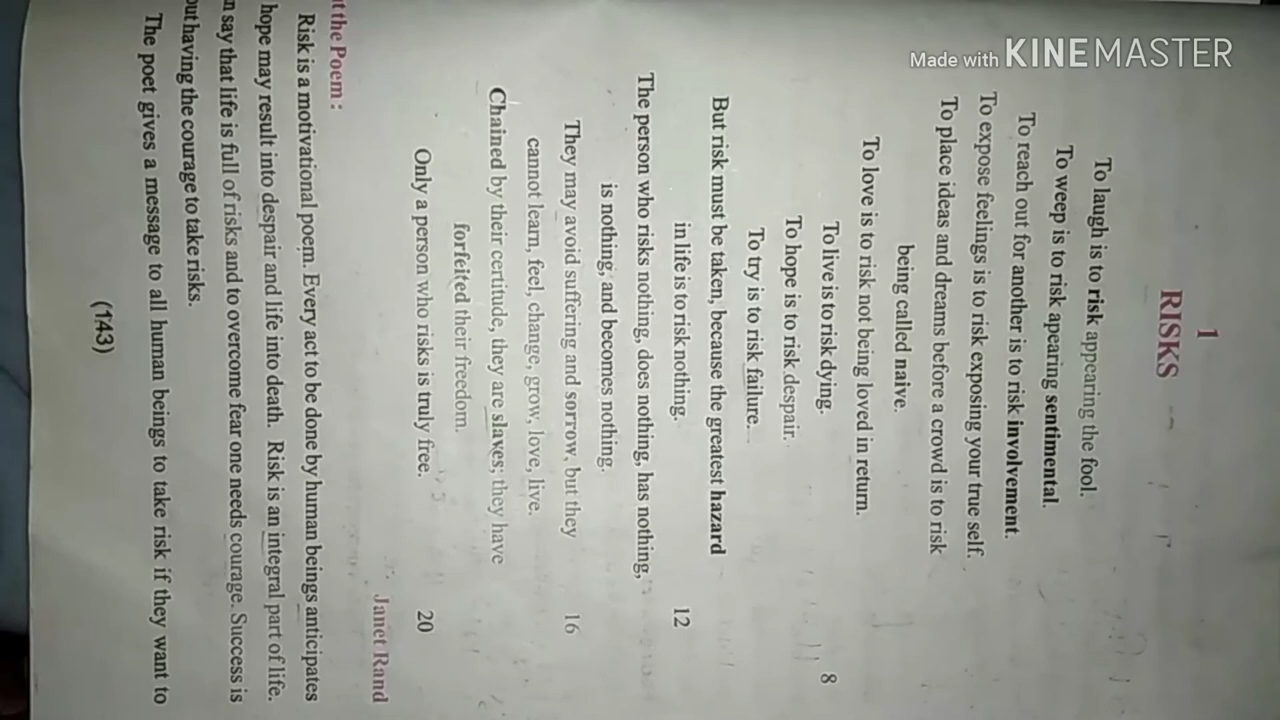 Made with KINEMASTER
1
RISKS
To laugh is to risk appearing the fool.
To weep is to risk apearing sentimental.
To reach out for another is to risk involvement.
To expose feelings is to risk exposing your true self.
To place ideas and dreams before a crowd is to risk
being called naive.
To love is to risk not being loved in return.
To live is to risk dying. 8
To hope is to risk despair.
To try is to risk failure.
But risk must be taken, because the greatest hazard
in life is to risk nothing. 12
The person who risks nothing, does nothing, has nothing,
is nothing, and becomes nothing.
They may avoid suffering and sorrow, but they 16
cannot learn, feel, change, grow, love, live.
Chained by their certitude, they are slaves; they have
forfeited their freedom.
Only a person who risks is truly free. 20
Janet Rand
the Poem :
Risk is a motivational poem. Every act to be done by human beings anticipates
hope may result into despair and life into death. Risk is an integral part of life.
say that life is full of risks and to overcome fear one needs courage. Success is
having the courage to take risks.
The poet gives a message to all human beings to take risk if they want to
(143)